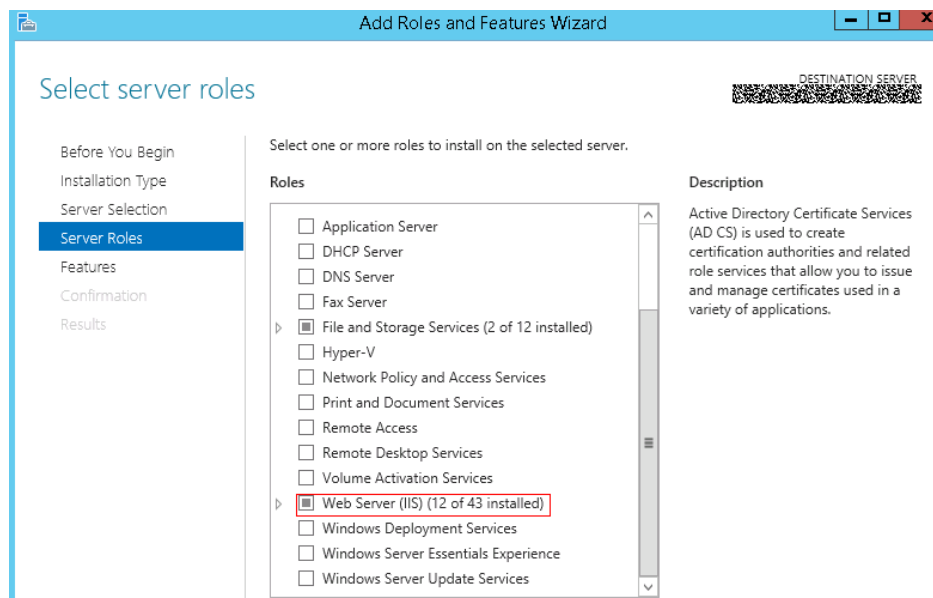 Add Roles and Features Wizard
Select server roles
DESTINATION SERVER
Before You Begin
Installation Type
Server Selection
Server Roles
Features
Confirmation
Results
Select one or more roles to install on the selected server.
Roles
Application Server
DHCP Server
DNS Server
Fax Server
File and Storage Services (2 of 12 installed)
Hyper-V
Network Policy and Access Services
Print and Document Services
Remote Access
Remote Desktop Services
Volume Activation Services
Web Server (IIS) (12 of 43 installed)
Windows Deployment Services
Windows Server Essentials Experience
Windows Server Update Services
Description
Active Directory Certificate Services
(AD CS) is used to create
certification authorities and related
role services that allow you to issue
and manage certificates used in a
variety of applications.